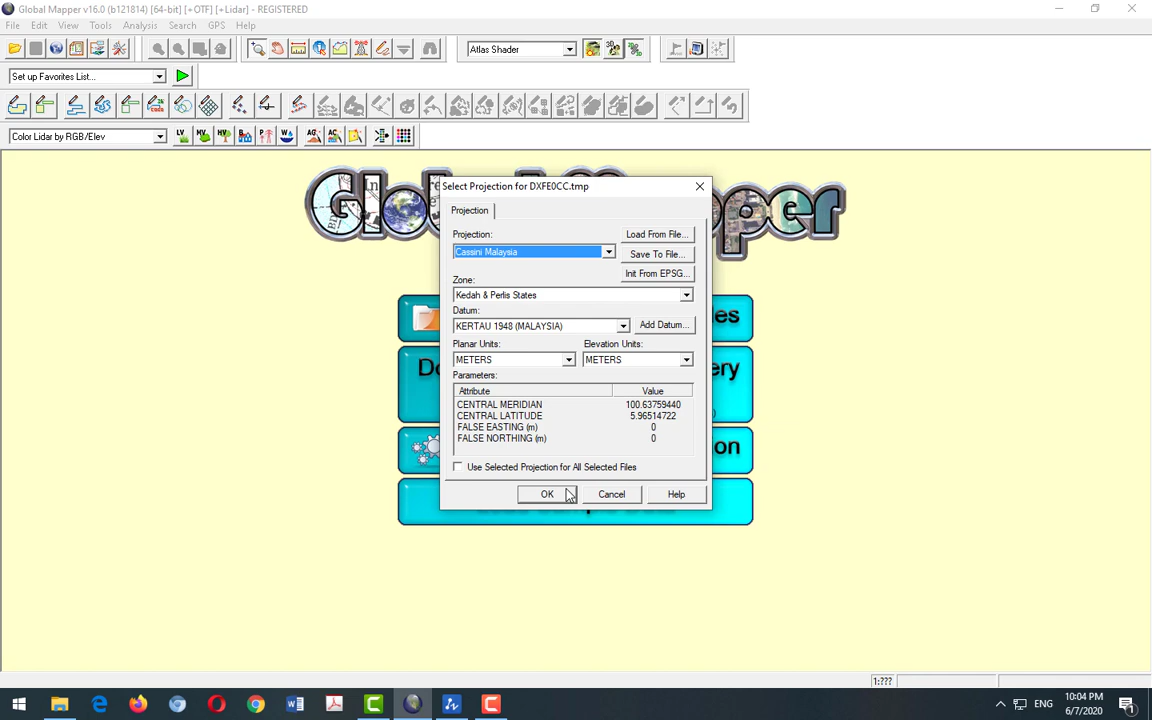 Global Mapper v16.0 (b121814) [64-bit] [+OTF] [+Lidar] - REGISTERED
File Edit View Tools Analysis Search GPS Help
Atlas Shader
Set up Favorites List...
Color Lidar by RGB/Elev
Select Projection for DXFE0CC.tmp
Projection
Projection:
Load From File...
Cassini Malaysia
Save To File...
Init From EPSG...
Zone:
Kedah & Perlis States
Datum:
KERTAU 1948 (MALAYSIA)
Add Datum...
Planar Units: Elevation Units:
METERS METERS
Parameters:
Attribute Value
CENTRAL MERIDIAN 100.63759440
CENTRAL LATITUDE 5.96514722
FALSE EASTING (m) 0
FALSE NORTHING (m) 0
Use Selected Projection for All Selected Files
OK Cancel Help
1:???
ENG
10:04 PM
6/7/2020